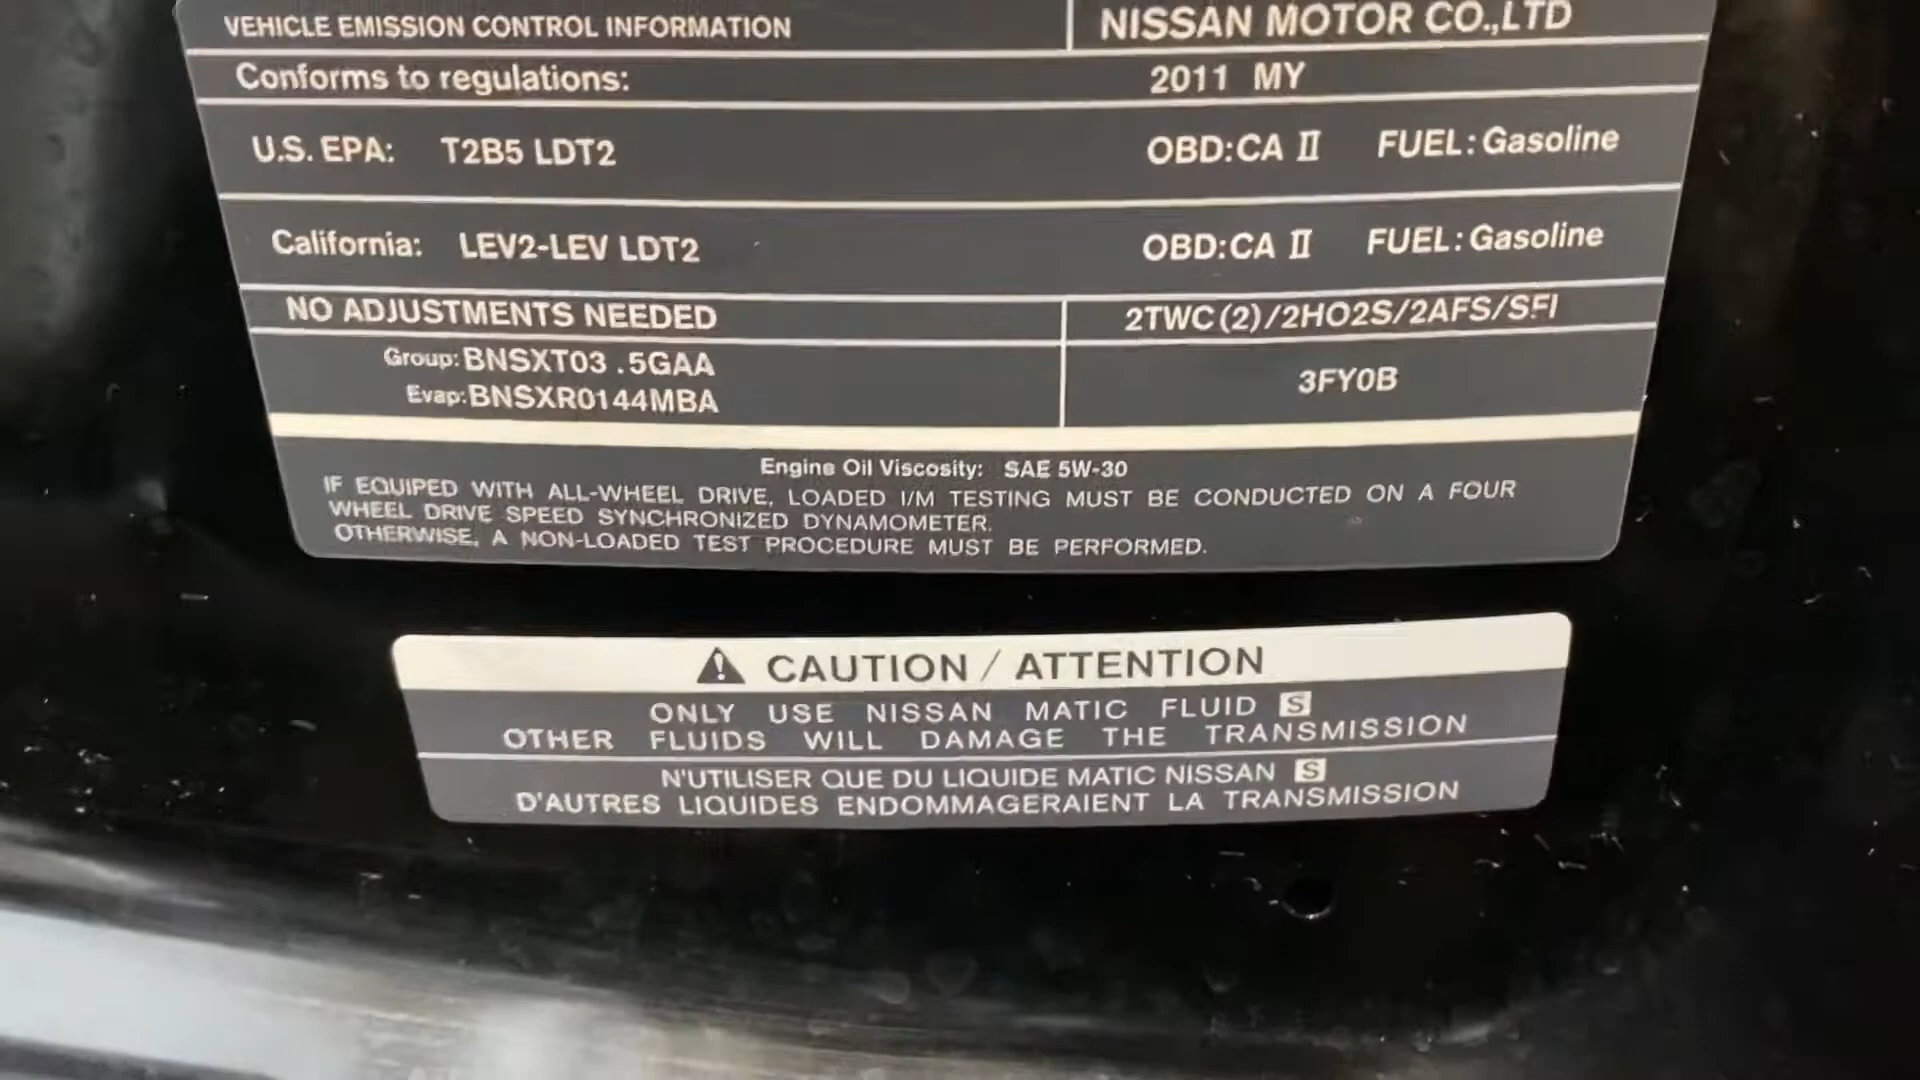 VEHICLE EMISSION CONTROL INFORMATION NISSAN MOTOR CO.,LTD
Conforms to regulations: 2011 MY
U.S. EPA: T2B5 LDT2 OBD:CA II FUEL:Gasoline
California: LEV2-LEV LDT2 OBD:CA II FUEL:Gasoline
NO ADJUSTMENTS NEEDED 2TWC(2)/2HO2S/2AFS/SFI
Group:BNSXT03.5GAA
3FY0B
Evap:BNSXR0144MBA
Engine Oil Viscosity: SAE 5W-30
IF EQUIPED WITH ALL-WHEEL DRIVE, LOADED I/M TESTING MUST BE CONDUCTED ON A FOUR
WHEEL DRIVE SPEED SYNCHRONIZED DYNAMOMETER.
OTHERWISE, A NON-LOADED TEST PROCEDURE MUST BE PERFORMED.
CAUTION / ATTENTION
ONLY USE NISSAN MATIC FLUID S
OTHER FLUIDS WILL DAMAGE THE TRANSMISSION
N'UTILISER QUE DU LIQUIDE MATIC NISSAN S
D'AUTRES LIQUIDES ENDOMMAGERAIENT LA TRANSMISSION